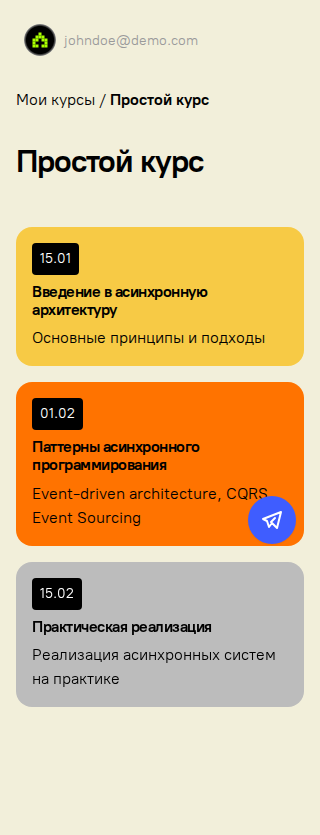 johndoe@demo.com
Мои курсы / Простой курс
Простой курс
15.01
Введение в асинхронную
архитектуру
Основные принципы и подходы
01.02
Паттерны асинхронного
программирования
Event-driven architecture, CQRS,
Event Sourcing
15.02
Практическая реализация
Реализация асинхронных систем
на практике